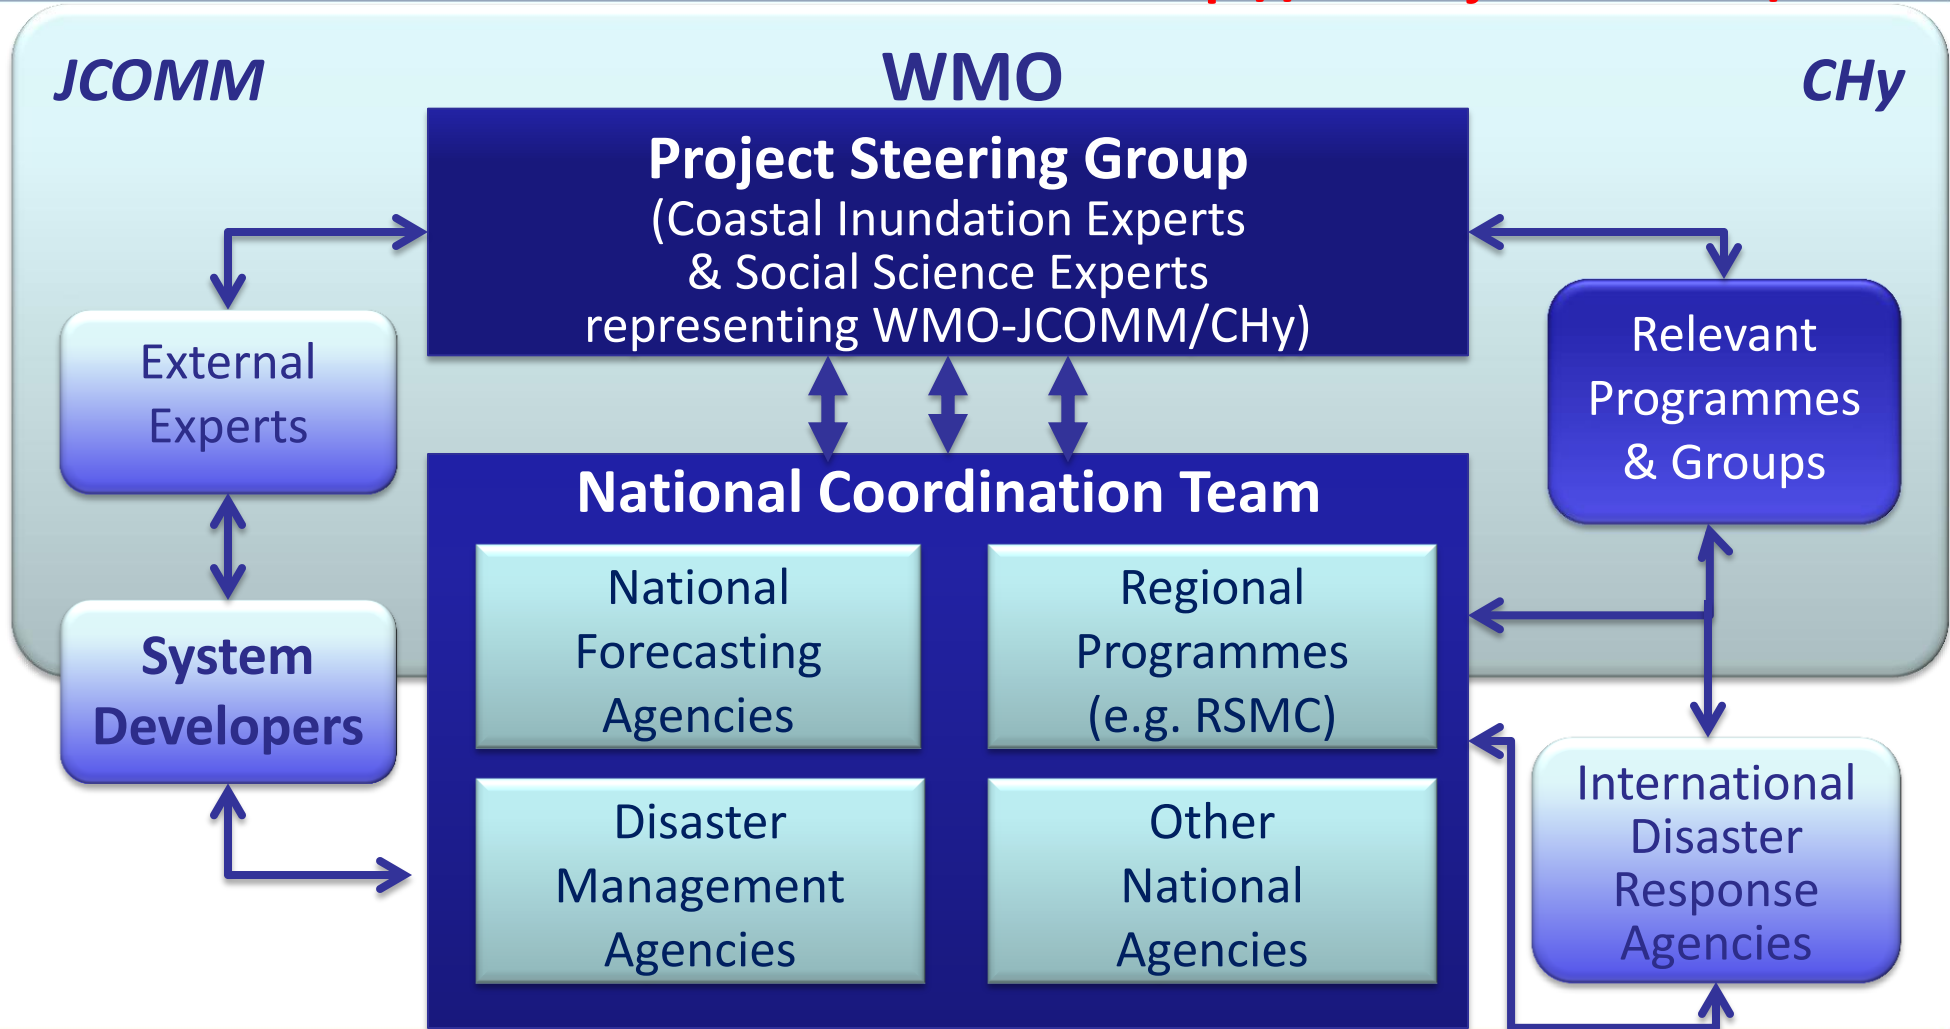 JCOMM
WMO
CHy
Project Steering Group
(Coastal Inundation Experts
& Social Science Experts
representing WMO-JCOMM/CHy)
External
Experts
Relevant
Programmes
& Groups
National Coordination Team
National
Forecasting
Agencies
Regional
Programmes
(e.g. RSMC)
System
Developers
Disaster
Management
Agencies
Other
National
Agencies
International
Disaster
Response
Agencies